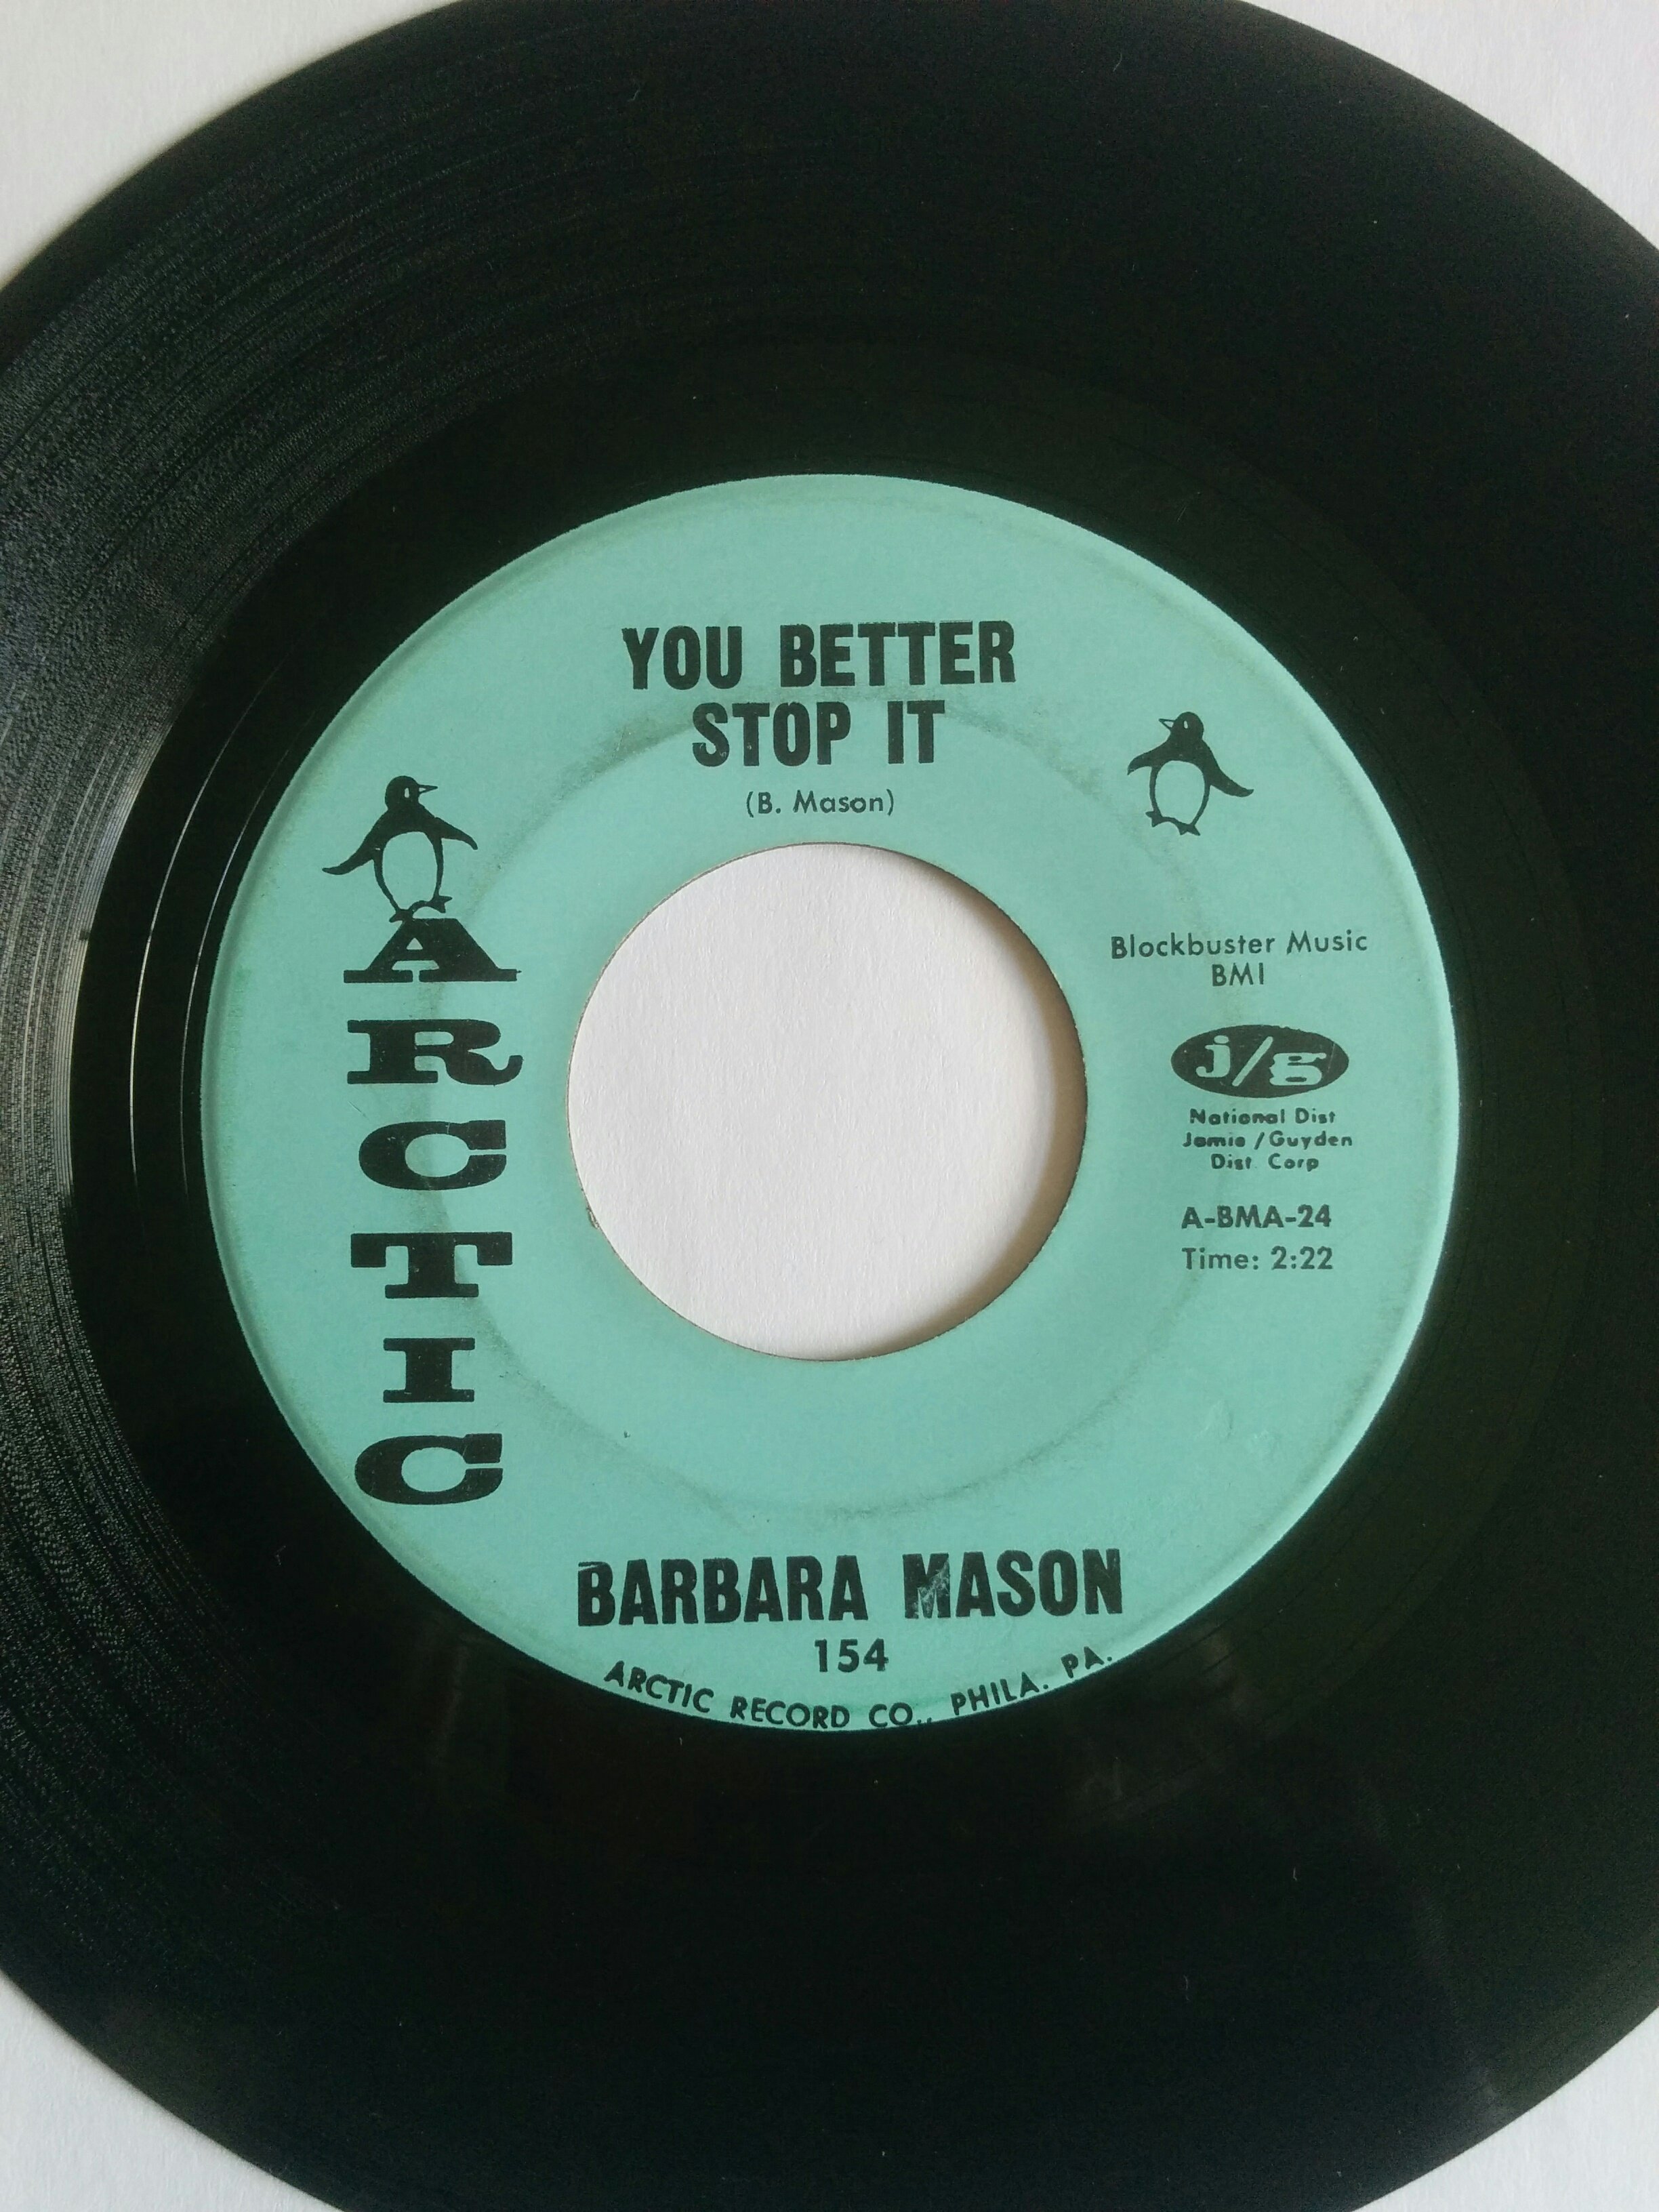 YOU BETTER
STOP IT
(B. Mason)
ARCTIC
Blockbuster Music
BMI
j/g
National Dist
Jamie/Guyden
Dist. Corp
A-BMA-24
Time: 2:22
BARBARA MASON
154
ARCTIC RECORD CO., PHILA. PA.